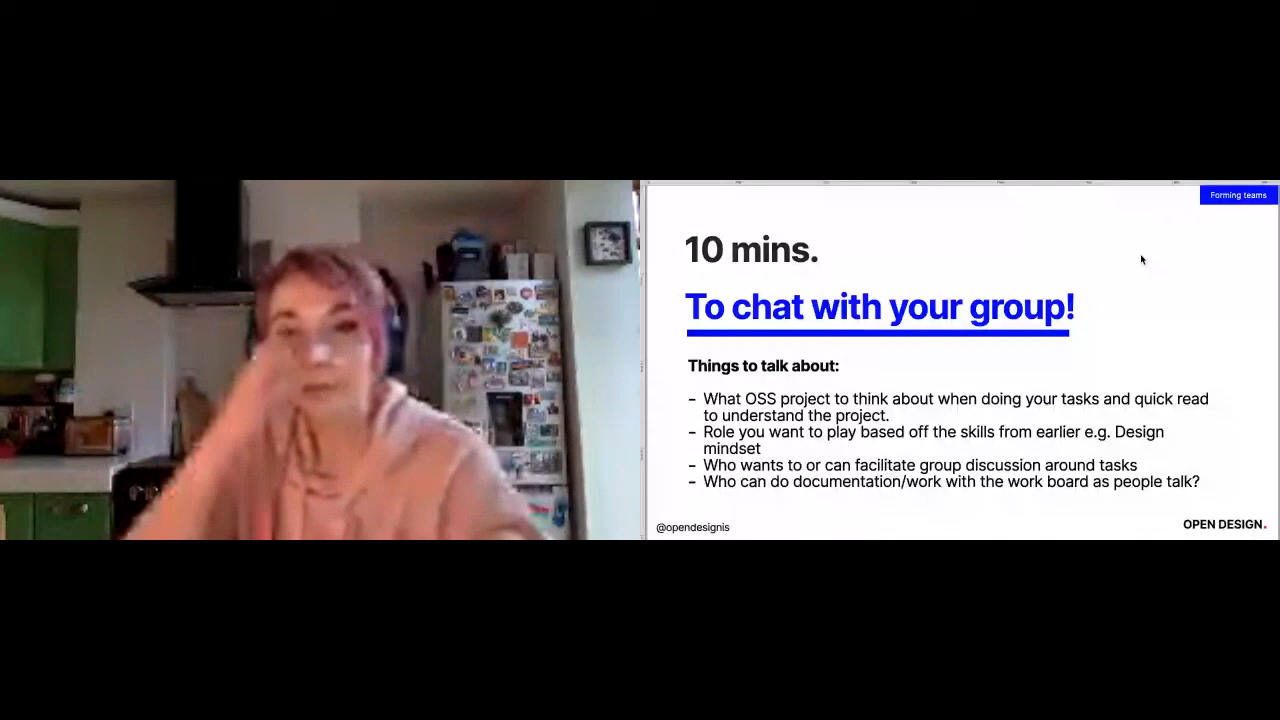 Forming teams
10 mins.
To chat with your group!
Things to talk about:
- What OSS project to think about when doing your tasks and quick read
to understand the project.
- Role you want to play based off the skills from earlier e.g. Design
mindset
- Who wants to or can facilitate group discussion around tasks
- Who can do documentation/work with the work board as people talk?
@opendesignis
OPEN DESIGN.